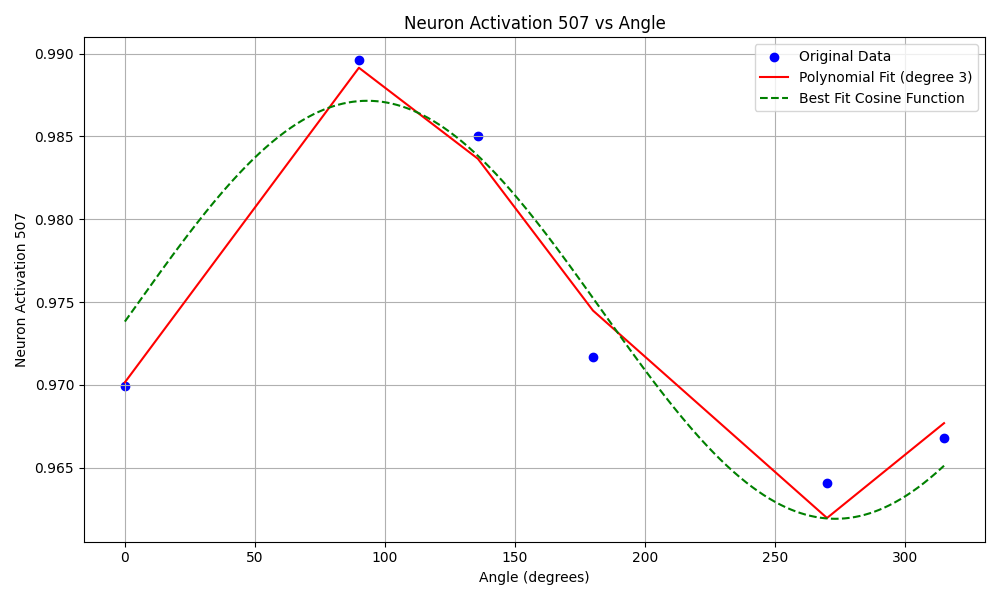 Neuron Activation 507 vs Angle
Original Data
Polynomial Fit (degree 3)
Best Fit Cosine Function
0.990
0.985
0.980
0.975
0.970
0.965
Neuron Activation 507
0 50 100 150 200 250 300
Angle (degrees)